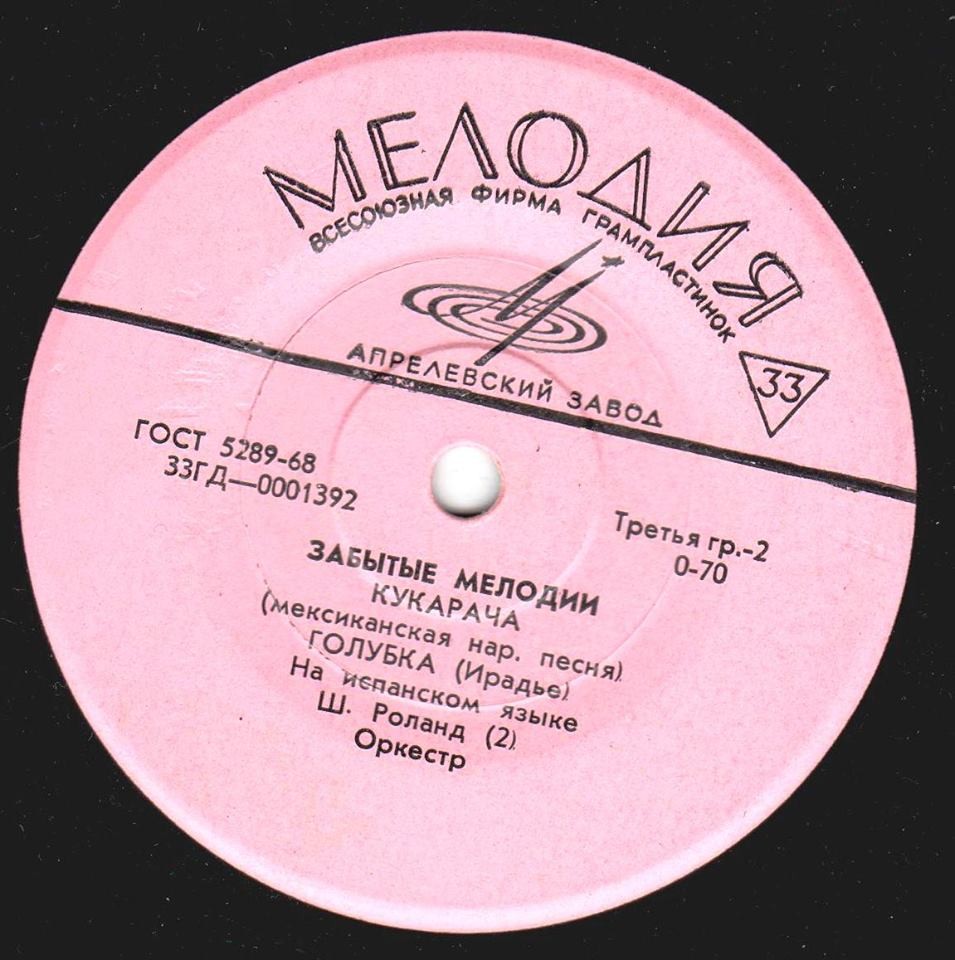 МЕЛОДИЯ
ВСЕСОЮЗНАЯ ФИРМА ГРАМПЛАСТИНОК
33
АПРЕЛЕВСКИЙ ЗАВОД
ГОСТ 5289-68
33ГД—0001392
Третья гр.-2
0-70
ЗАБЫТЫЕ МЕЛОДИИ
КУКАРАЧА
(мексиканская нар. песня)
ГОЛУБКА (Ирадье)
На испанском языке
Ш. Роланд (2)
Оркестр